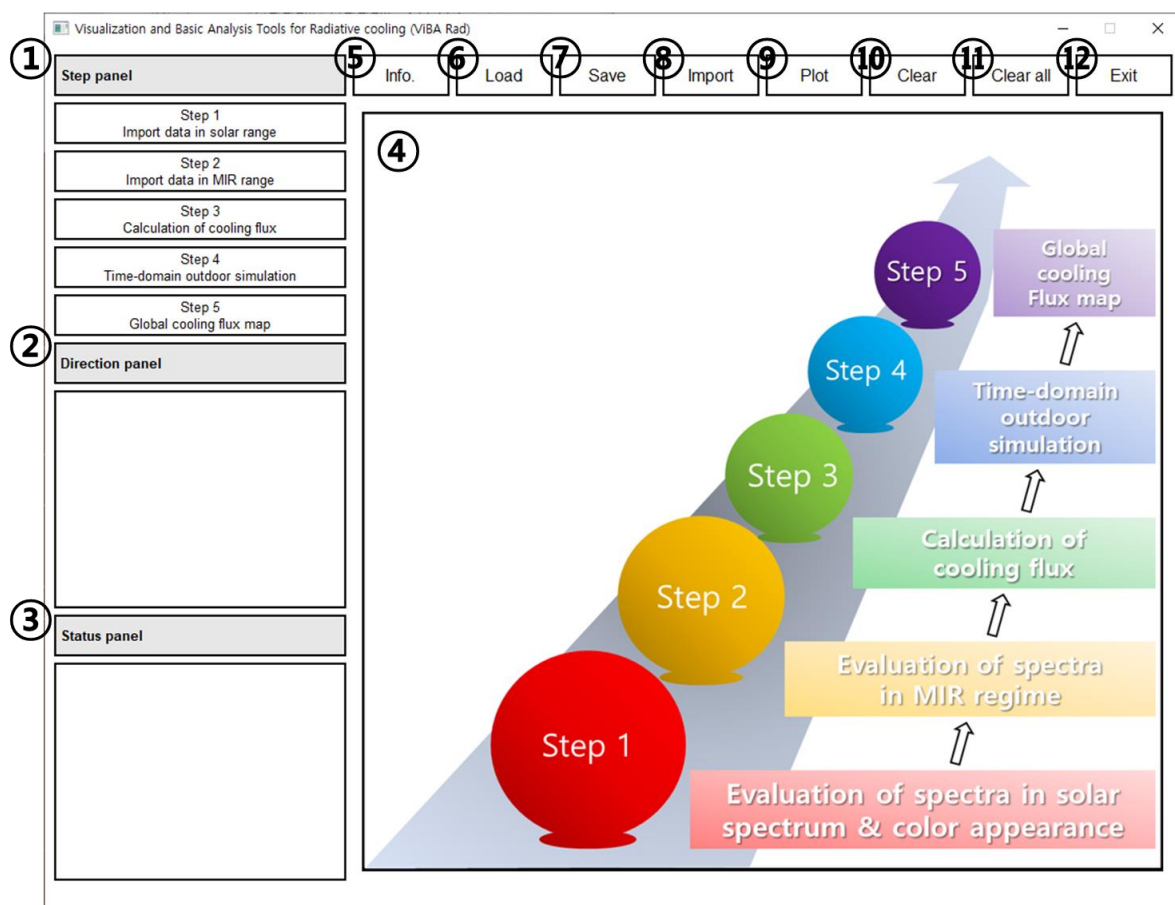 Visualization and Basic Analysis Tools for Radiative cooling (ViBA Rad)
① Step panel
⑤ Info.
⑥ Load
⑦ Save
⑧ Import
⑨ Plot
⑩ Clear
⑪ Clear all
⑫ Exit
Step 1
Import data in solar range
Step 2
Import data in MIR range
Step 3
Calculation of cooling flux
Step 4
Time-domain outdoor simulation
Step 5
Global cooling flux map
② Direction panel
③ Status panel
④
Step 5
Global
cooling
Flux map
Step 4
Time-domain
outdoor
simulation
Step 3
Calculation of
cooling flux
Step 2
Evaluation of spectra
in MIR regime
Step 1
Evaluation of spectra in solar
spectrum & color appearance